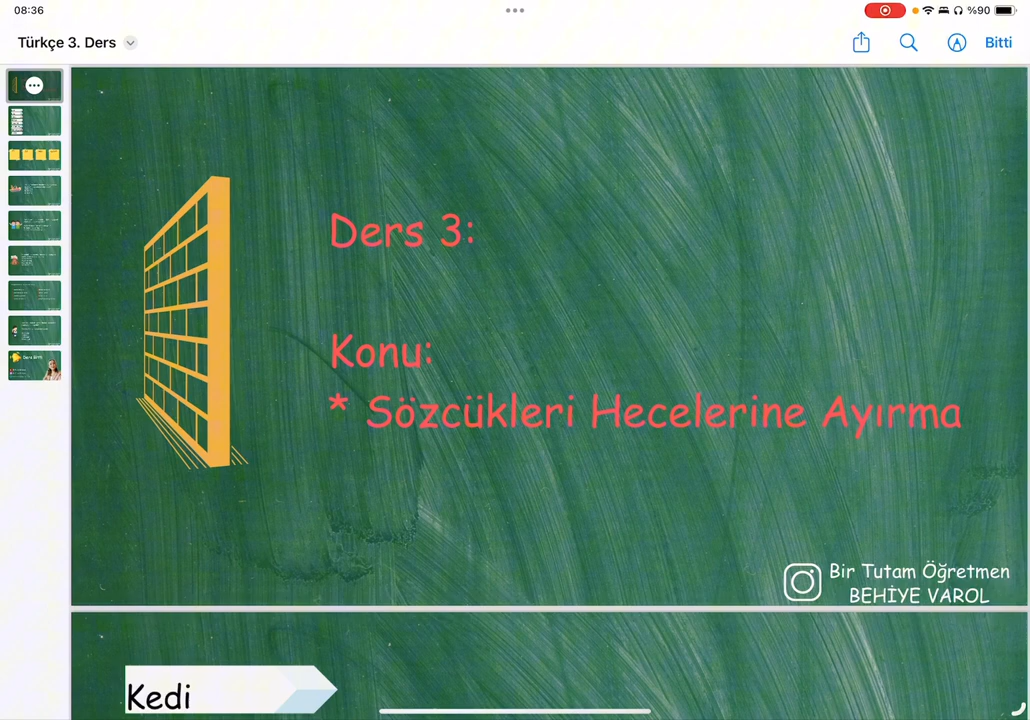 08:36
%90
Türkçe 3. Ders
Bitti
Ders 3:
Konu:
* Sözcükleri Hecelerine Ayırma
Bir Tutam Öğretmen
BEHİYE VAROL
Kedi